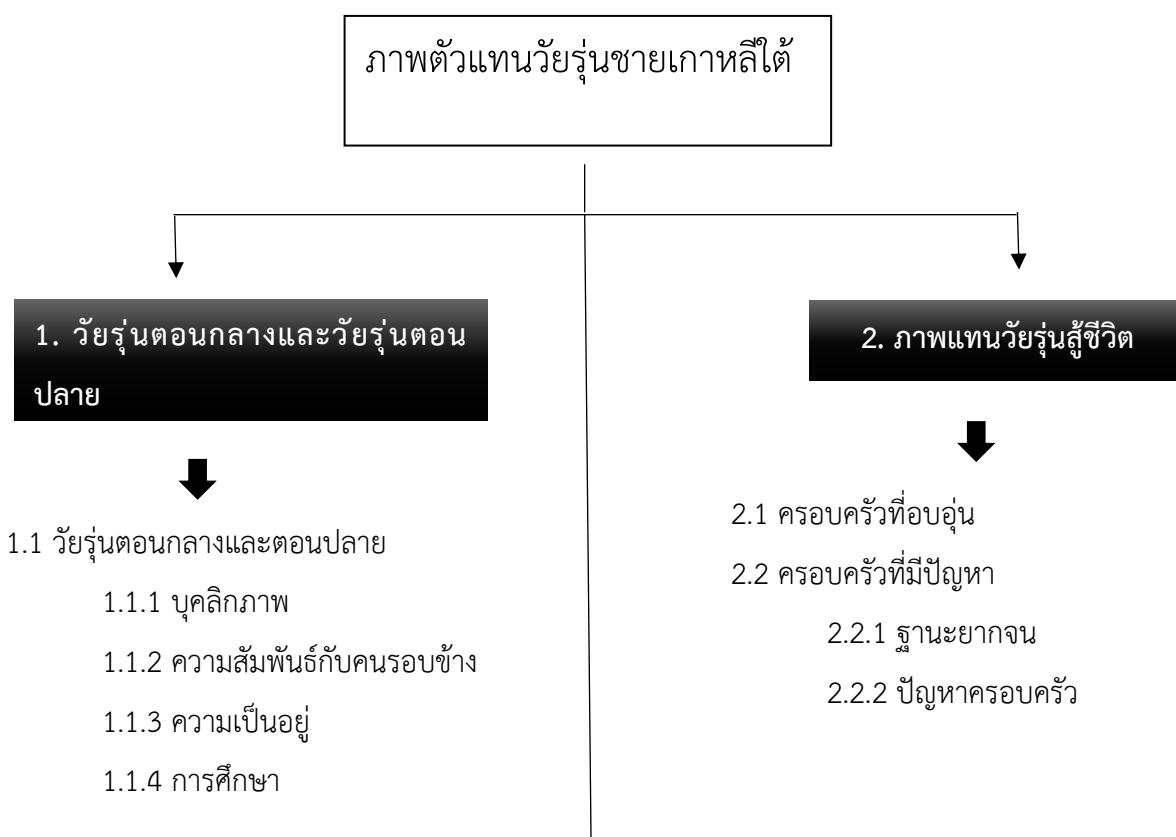 ภาพตัวแทนวัยรุ่นชายเกาหลีใต้
1. วัยรุ่นตอนกลางและวัยรุ่นตอน
ปลาย
1.1 วัยรุ่นตอนกลางและตอนปลาย
1.1.1 บุคลิกภาพ
1.1.2 ความสัมพันธ์กับคนรอบข้าง
1.1.3 ความเป็นอยู่
1.1.4 การศึกษา
2. ภาพแทนวัยรุ่นสู้ชีวิต
2.1 ครอบครัวที่อบอุ่น
2.2 ครอบครัวที่มีปัญหา
2.2.1 ฐานะยากจน
2.2.2 ปัญหาครอบครัว